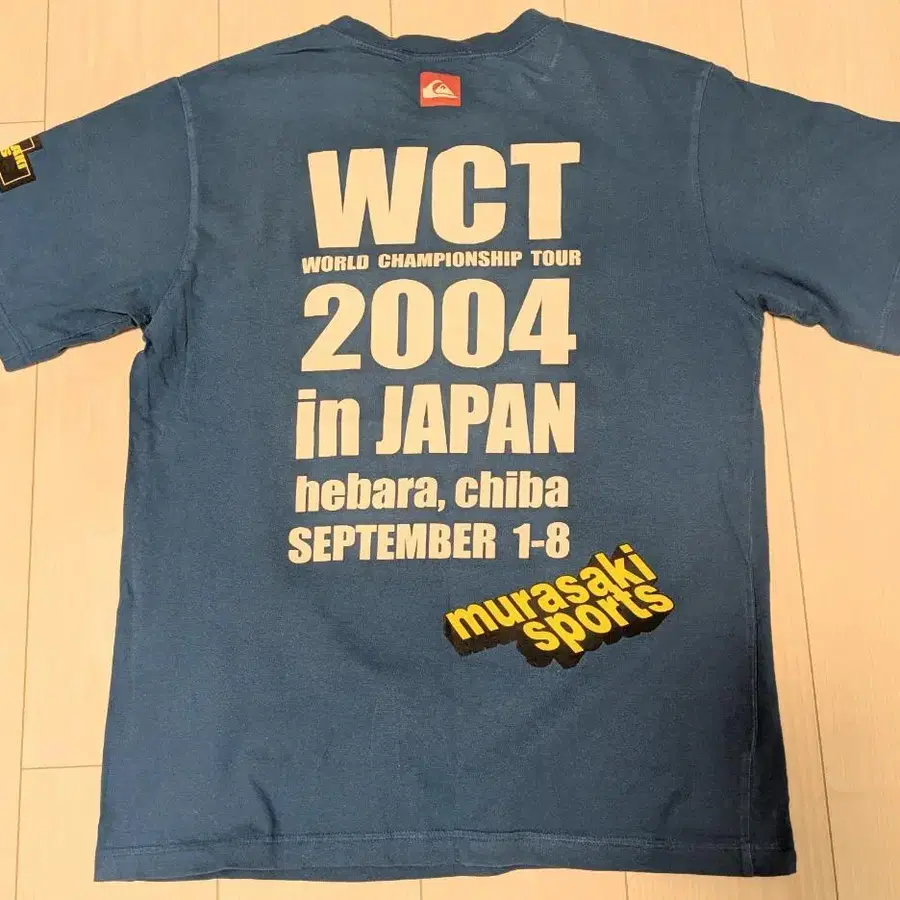 WCT
WORLD CHAMPIONSHIP TOUR
2004
in JAPAN
hebara, chiba
SEPTEMBER 1-8
murasaki
sports